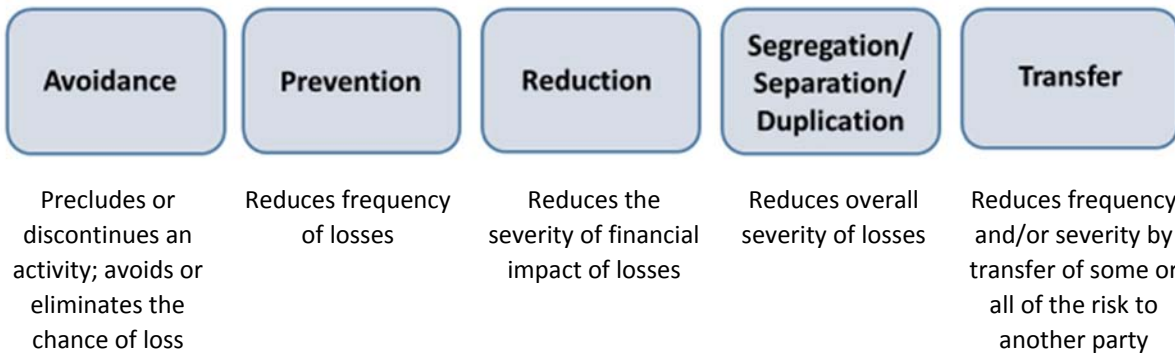 Avoidance
Prevention
Reduction
Segregation/
Separation/
Duplication
Transfer
Precludes or
discontinues an
activity; avoids or
eliminates the
chance of loss
Reduces frequency
of losses
Reduces the
severity of financial
impact of losses
Reduces overall
severity of losses
Reduces frequency
and/or severity by
transfer of some or
all of the risk to
another party